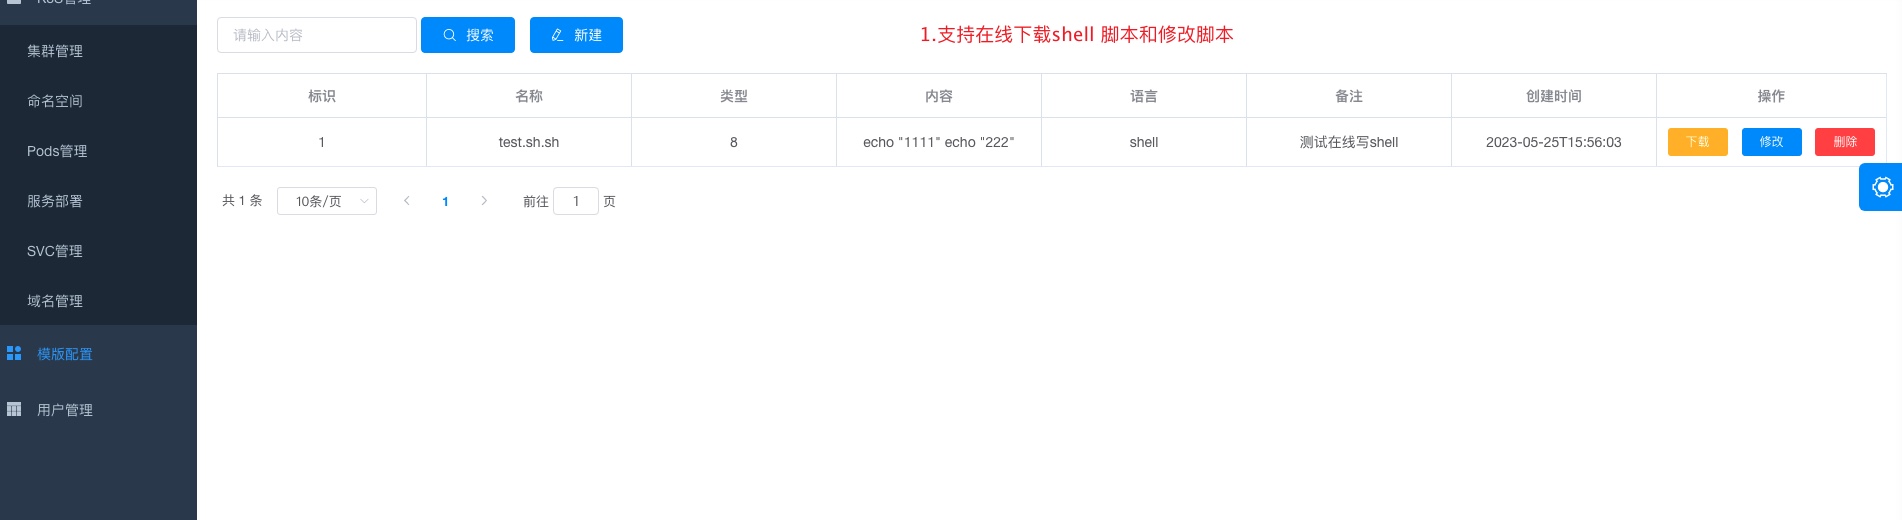 K8S管理
集群管理
命名空间
Pods管理
服务部署
SVC管理
域名管理
模版配置
用户管理
请输入内容 搜索 新建 1.支持在线下载shell 脚本和修改脚本
标识 名称 类型 内容 语言 备注 创建时间 操作
1 test.sh.sh 8 echo "1111" echo "222" shell 测试在线写shell 2023-05-25T15:56:03 下载 修改 删除
共 1 条 10条/页 1 前往 1 页